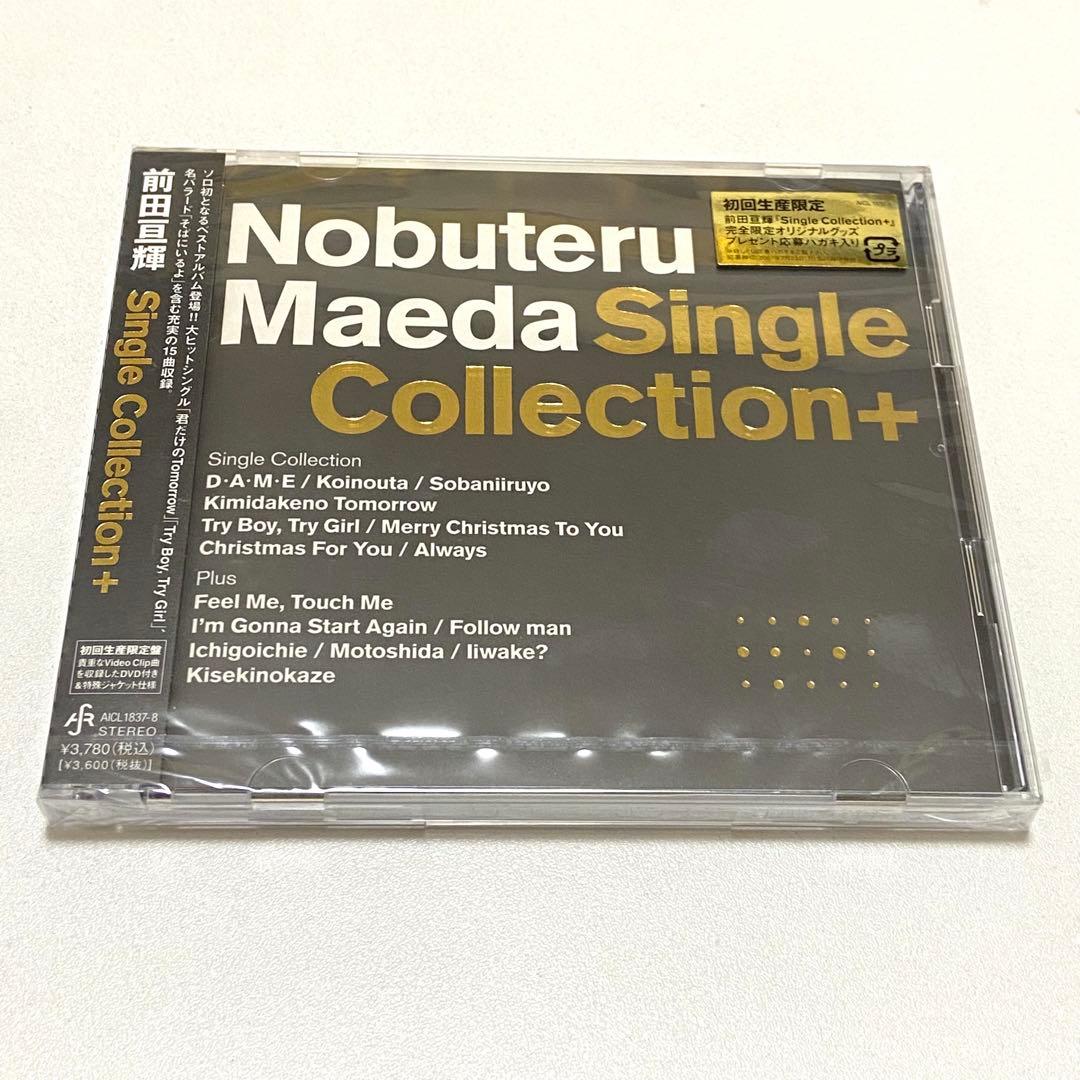 前田亘輝
Single Collection+
ソロ初となるベストアルバム登場!! 大ヒットシングル「君だけのTomorrow」「Try Boy, Try Girl」、
名バラード「そばにいるよ」を含む充実の15曲収録。
初回生産限定盤
貴重なVideo Clip曲
を収録したDVD付き
&特殊ジャケット仕様
AICL1837-8
STEREO
¥3,780(税込)
[¥3,600(税抜)]
Nobuteru
Maeda Single
Collection+
初回生産限定
前田亘輝『Single Collection+』
完全限定オリジナルグッズ
プレゼント応募ハガキ入り
プラ
Single Collection
D·A·M·E / Koinouta / Sobaniiruyo
Kimidakeno Tomorrow
Try Boy, Try Girl / Merry Christmas To You
Christmas For You / Always
Plus
Feel Me, Touch Me
I'm Gonna Start Again / Follow man
Ichigoichie / Motoshida / Iiwake?
Kisekinokaze